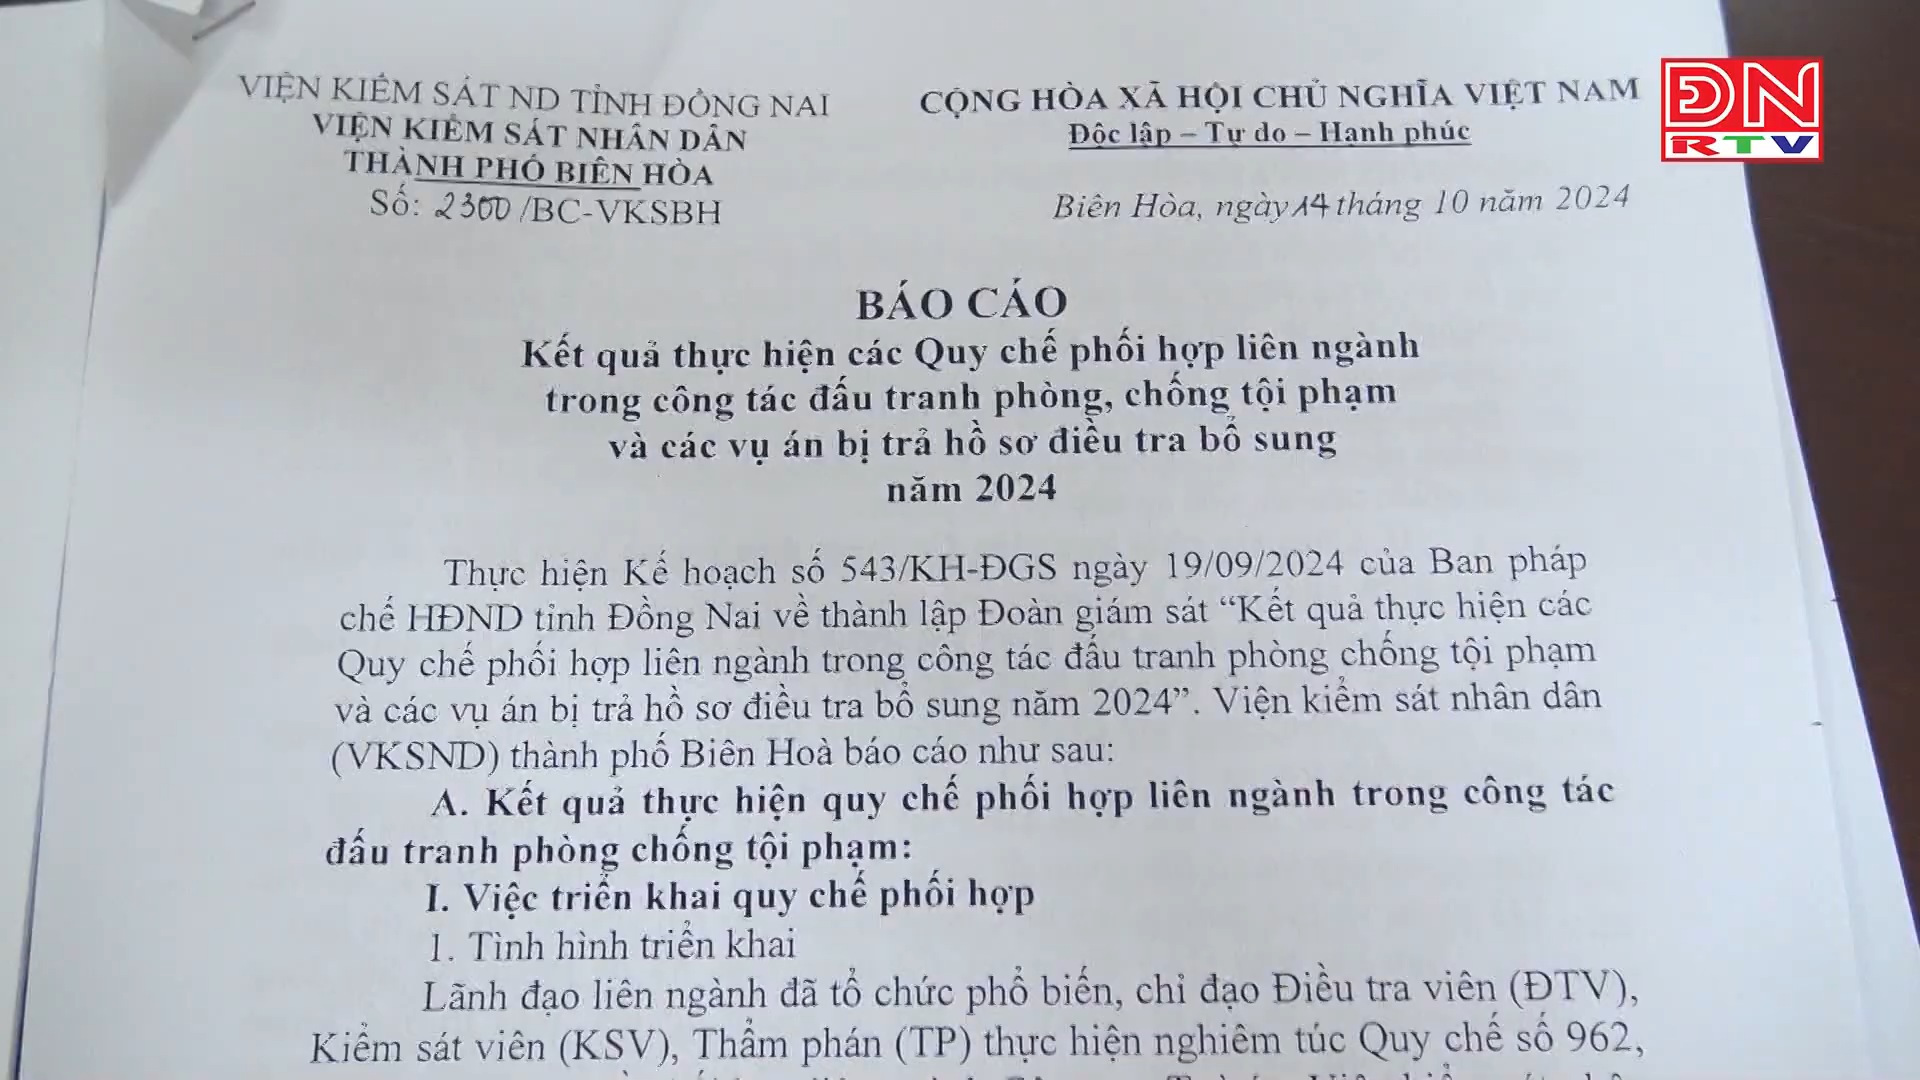 VIỆN KIỂM SÁT ND TỈNH ĐỒNG NAI
VIỆN KIỂM SÁT NHÂN DÂN
THÀNH PHỐ BIÊN HÒA
Số: 2300/BC-VKSBH
CỘNG HÒA XÃ HỘI CHỦ NGHĨA VIỆT NAM
Độc lập – Tự do – Hạnh phúc
Biên Hòa, ngày 14 tháng 10 năm 2024
ĐN
RTV
BÁO CÁO
Kết quả thực hiện các Quy chế phối hợp liên ngành
trong công tác đấu tranh phòng, chống tội phạm
và các vụ án bị trả hồ sơ điều tra bổ sung
năm 2024
Thực hiện Kế hoạch số 543/KH-ĐGS ngày 19/09/2024 của Ban pháp
chế HĐND tỉnh Đồng Nai về thành lập Đoàn giám sát “Kết quả thực hiện các
Quy chế phối hợp liên ngành trong công tác đấu tranh phòng chống tội phạm
và các vụ án bị trả hồ sơ điều tra bổ sung năm 2024”. Viện kiểm sát nhân dân
(VKSND) thành phố Biên Hoà báo cáo như sau:
A. Kết quả thực hiện quy chế phối hợp liên ngành trong công tác
đấu tranh phòng chống tội phạm:
I. Việc triển khai quy chế phối hợp
1. Tình hình triển khai
Lãnh đạo liên ngành đã tổ chức phổ biến, chỉ đạo Điều tra viên (ĐTV),
Kiểm sát viên (KSV), Thẩm phán (TP) thực hiện nghiêm túc Quy chế số 962,